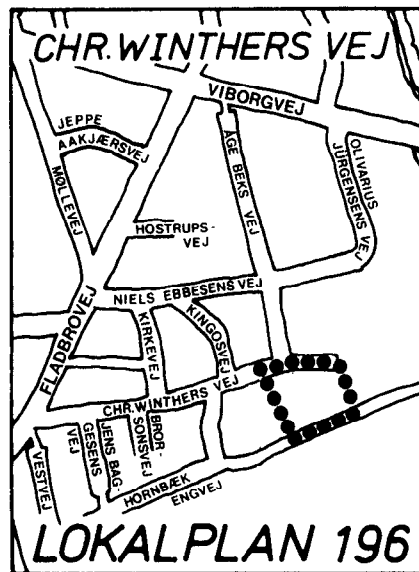 CHR. WINTHERS VEJ
VIBORGVEJ
JEPPE
AAKJÆRSVEJ
MØLLEVEJ
ÅGE BEKS VEJ
OLIVARIUS
JÜRGENSENS VEJ
HOSTRUPS-
VEJ
NIELS EBBESENS VEJ
FLADBROVEJ
KIRKEVEJ
KINGOSVEJ
CHR. WINTHERS VEJ
BROR-
SONSVEJ
JENS BAG-
GESENS
VEJ
VESTVEJ
HORNBÆK
ENGVEJ
LOKALPLAN 196